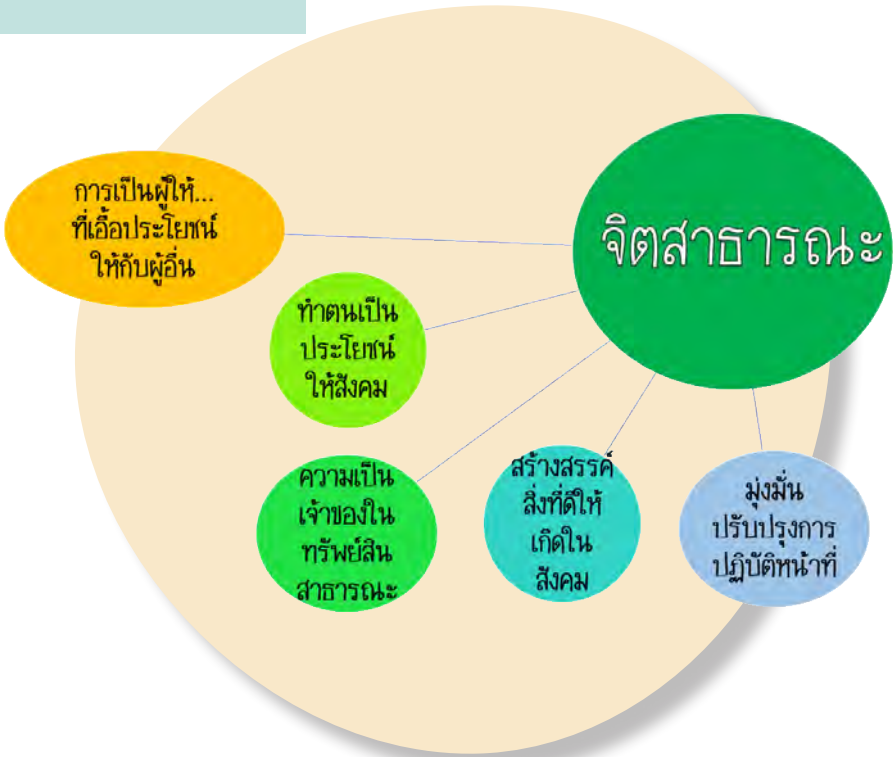 จิตสาธารณะ
การเป็นผู้ให้...
ที่เอื้อประโยชน์
ให้กับผู้อื่น
ทำตนเป็น
ประโยชน์
ให้สังคม
ความเป็น
เจ้าของใน
ทรัพย์สิน
สาธารณะ
สร้างสรรค์
สิ่งที่ดีให้
เกิดใน
สังคม
มุ่งมั่น
ปรับปรุงการ
ปฏิบัติหน้าที่